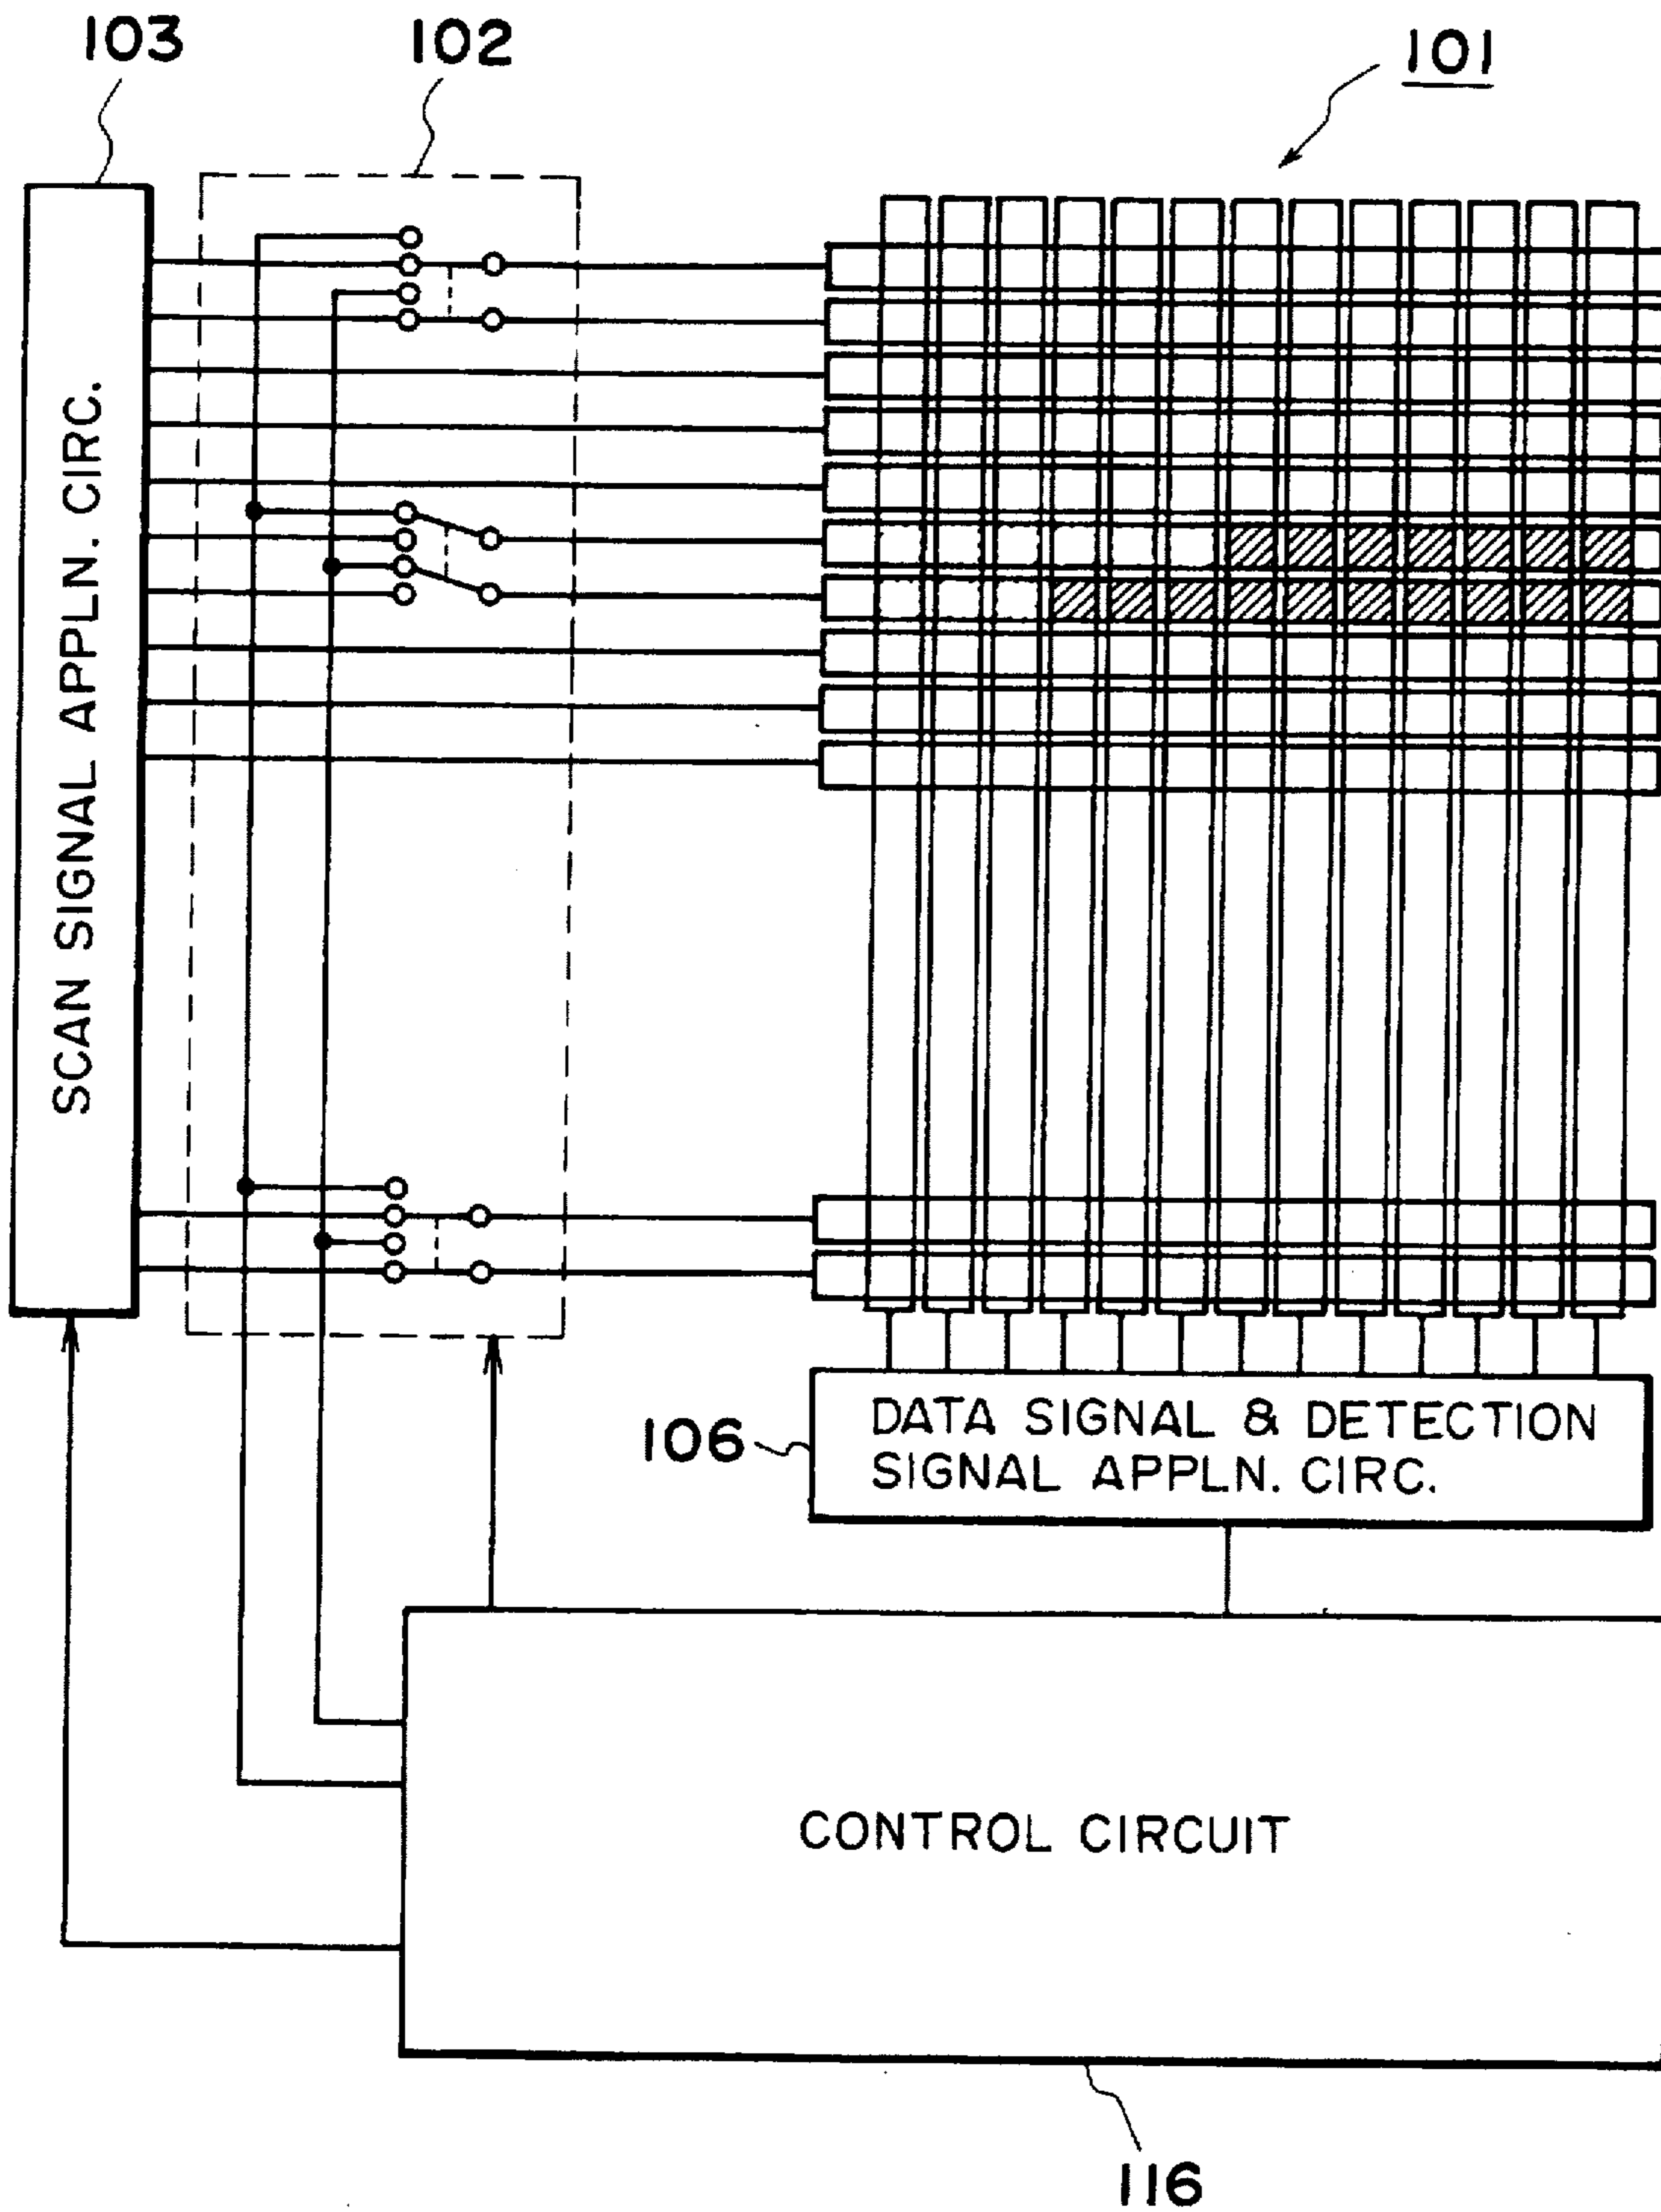 103
102
101
SCAN SIGNAL APPLN. CIRC.
106
DATA SIGNAL & DETECTION
SIGNAL APPLN. CIRC.
CONTROL CIRCUIT
116